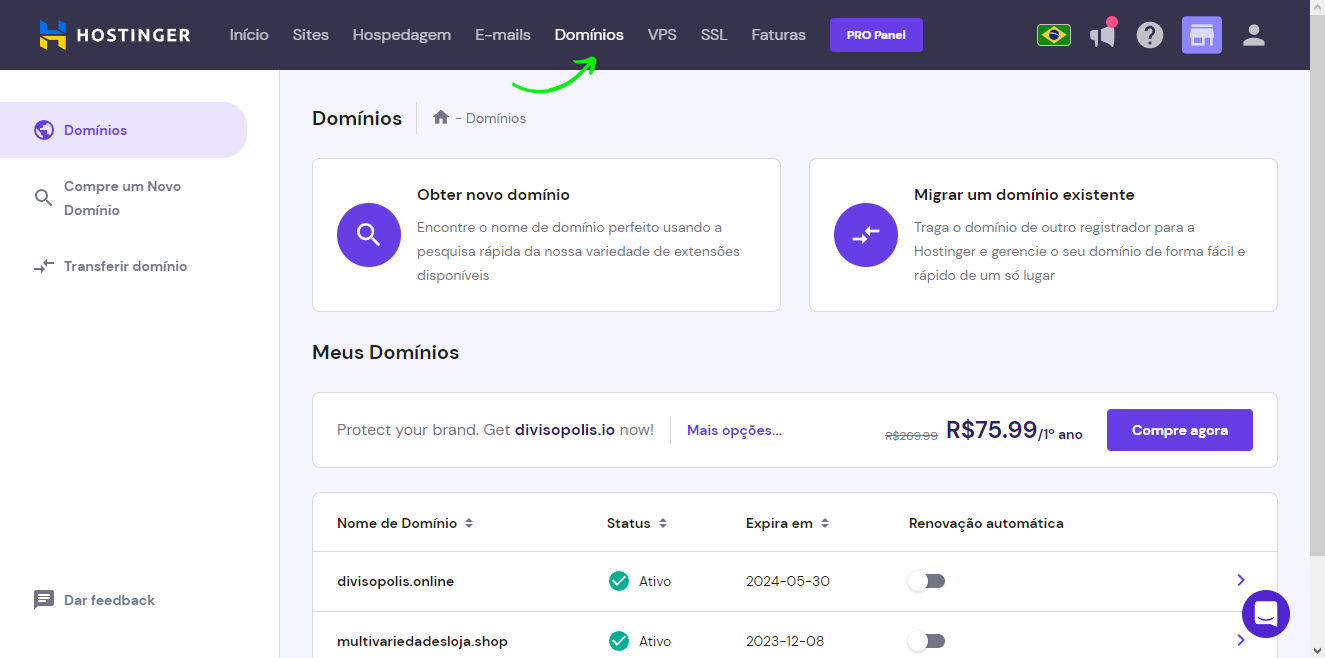 HOSTINGER Início Sites Hospedagem E-mails Domínios VPS SSL Faturas PRO Panel
Domínios
Compre um Novo
Domínio
Transferir domínio
Dar feedback
Domínios - Domínios
Obter novo domínio
Encontre o nome de domínio perfeito usando a
pesquisa rápida da nossa variedade de extensões
disponíveis
Migrar um domínio existente
Traga o domínio de outro registrador para a
Hostinger e gerencie o seu domínio de forma fácil e
rápido de um só lugar
Meus Domínios
Protect your brand. Get divisopolis.io now! Mais opções... R$269.99 R$75.99/1º ano Compre agora
Nome de Domínio Status Expira em Renovação automática
divisopolis.online Ativo 2024-05-30
multivariedadesloja.shop Ativo 2023-12-08